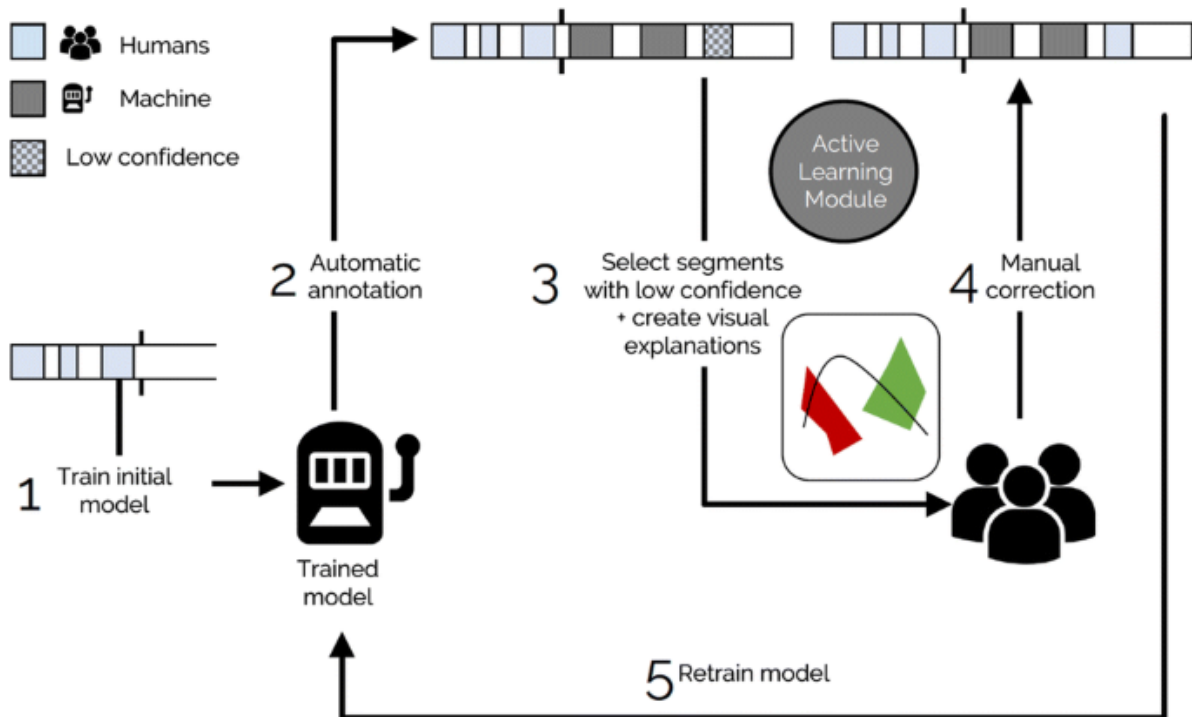 Humans
Machine
Low confidence
Active
Learning
Module
2 Automatic
annotation
3 Select segments
with low confidence
+ create visual
explanations
4 Manual
correction
1 Train initial
model
Trained
model
5 Retrain model